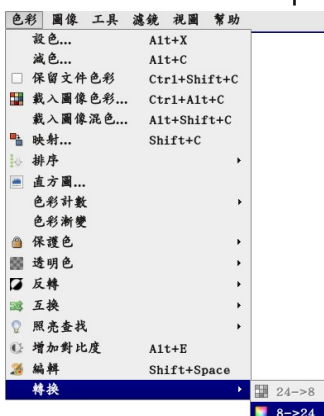 色彩 圖像 工具 濾鏡 視圖 幫助
設色... Alt+X
減色... Alt+C
保留文件色彩 Ctrl+Shift+C
載入圖像色彩... Ctrl+Alt+C
載入圖像混色... Alt+Shift+C
映射... Shift+C
排序
直方圖...
色彩計數
色彩漸變
保護色
透明色
反轉
互換
照亮查找
增加對比度 Alt+E
編輯 Shift+Space
轉換
24->8
8->24